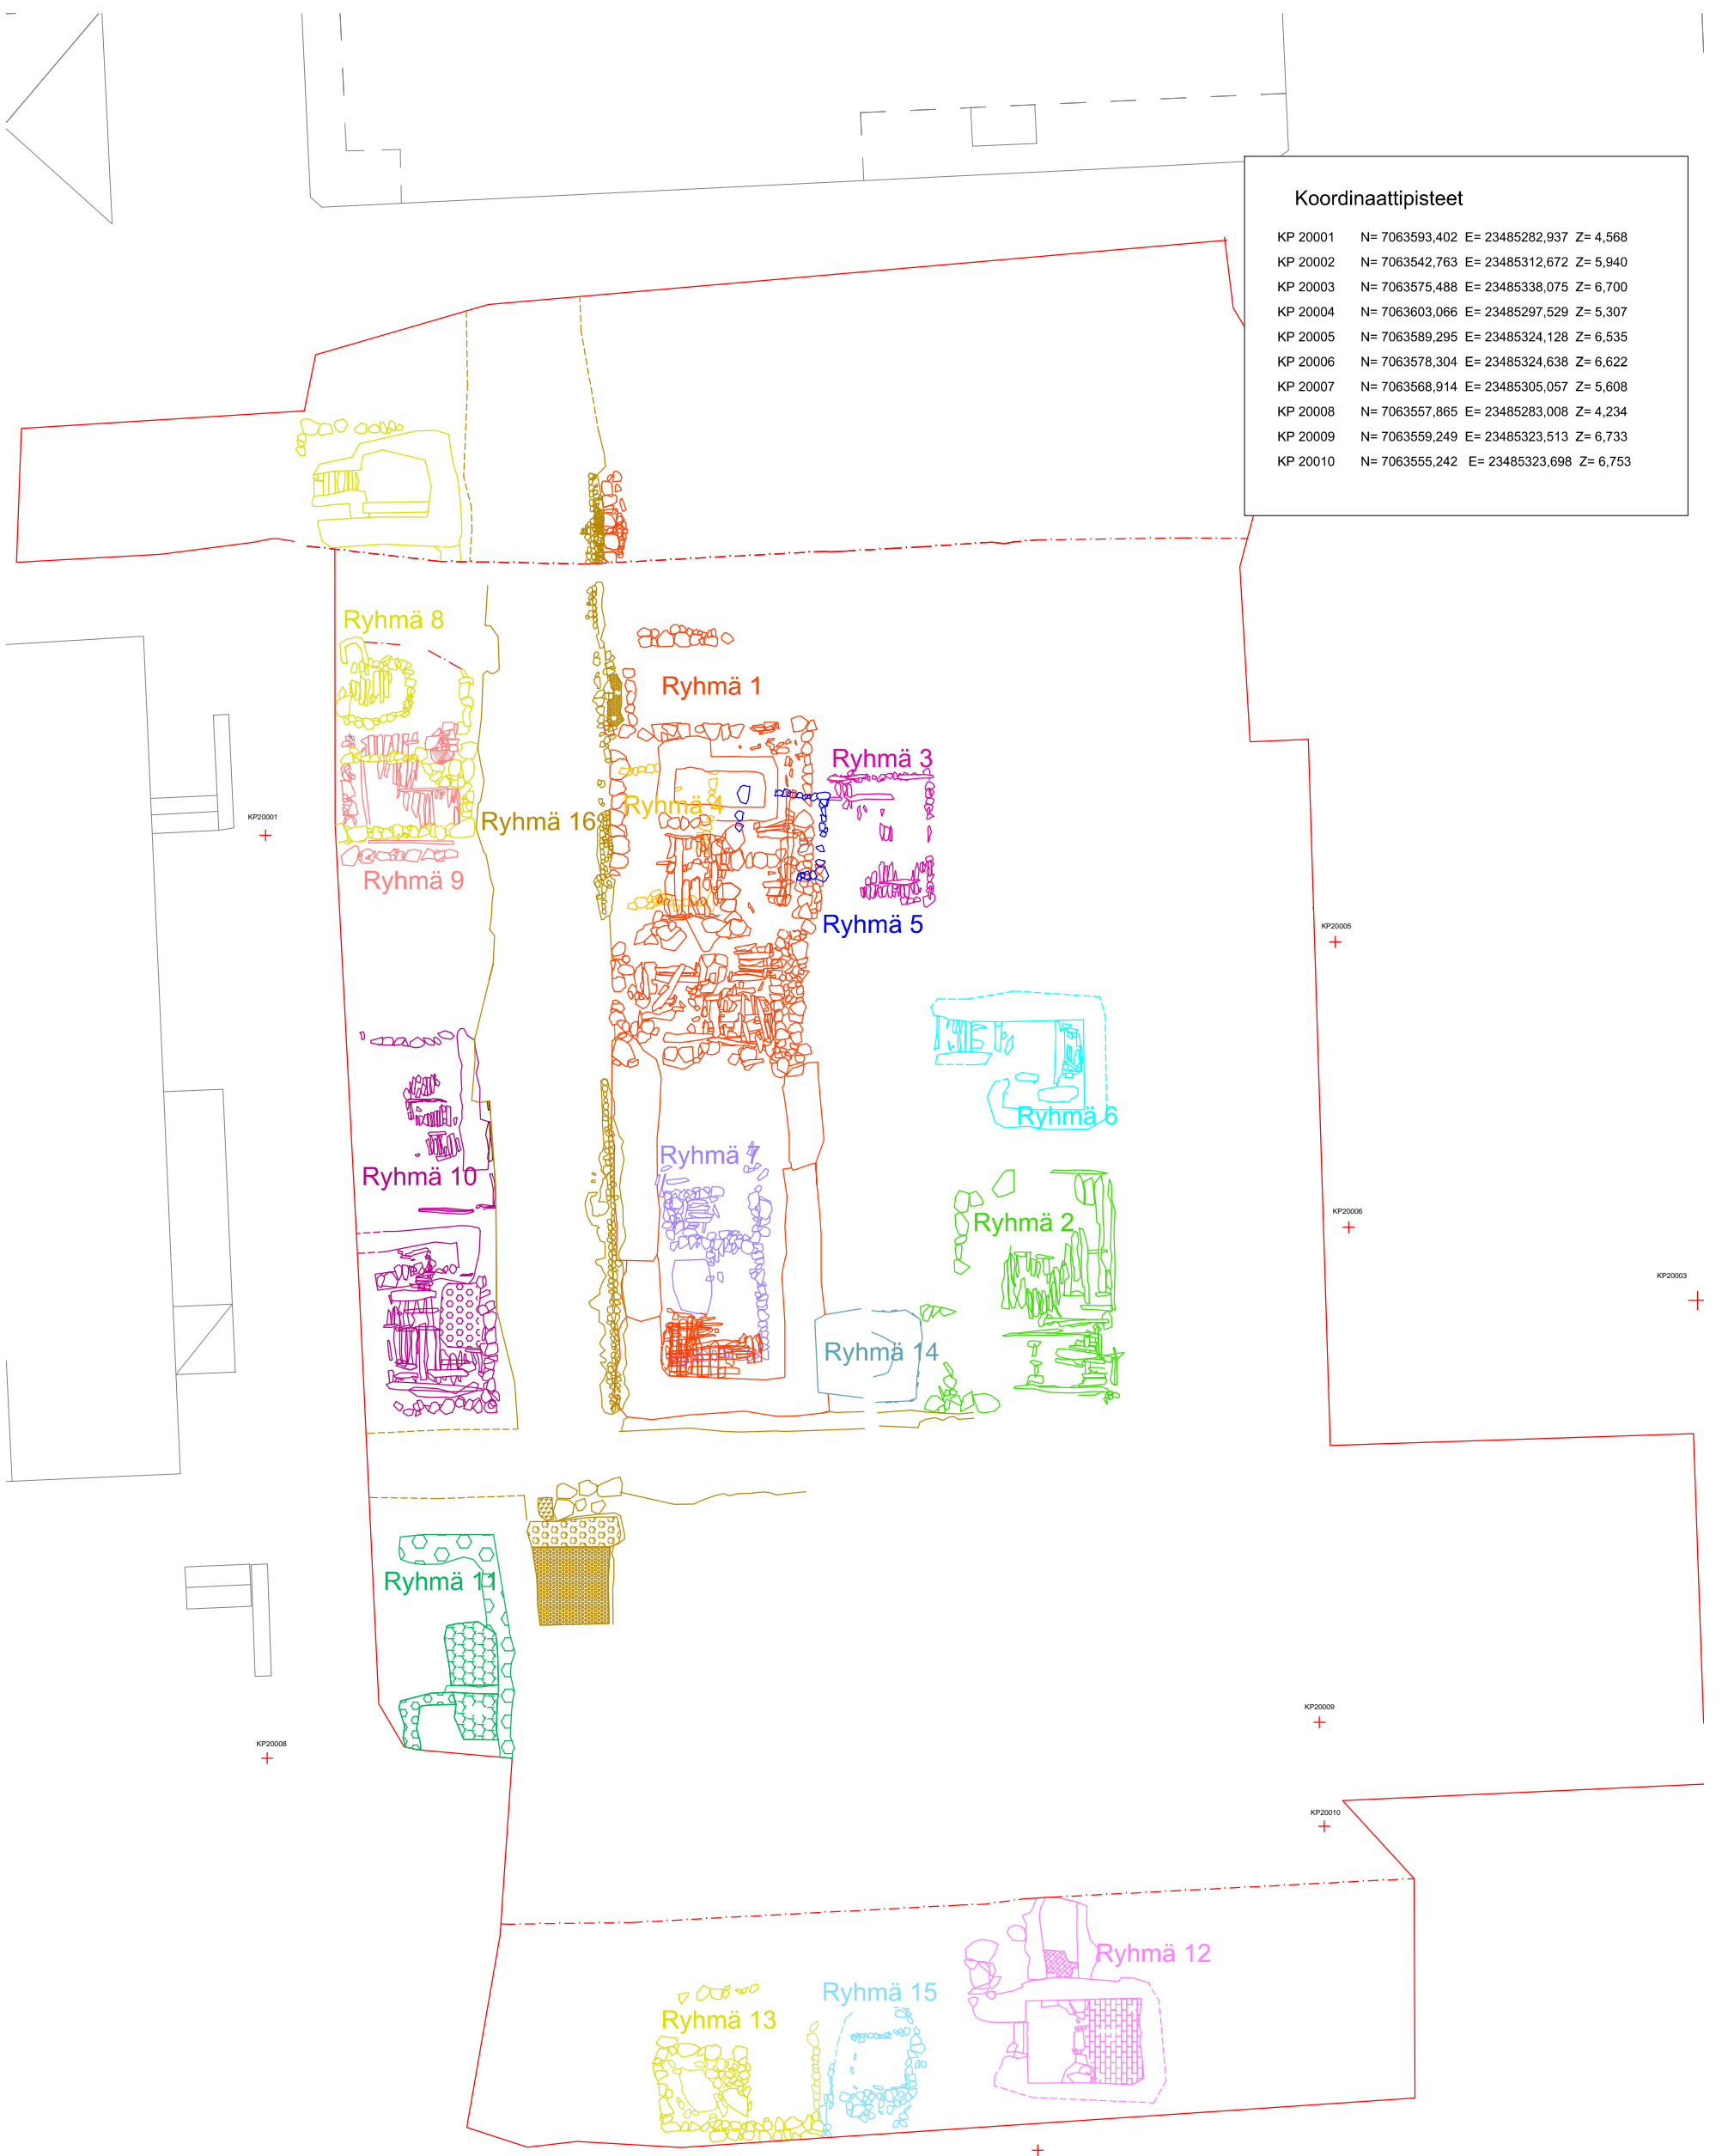 Koordinaattipisteet
KP 20001 N= 7063593,402 E= 23485282,937 Z= 4,568
KP 20002 N= 7063542,763 E= 23485312,672 Z= 5,940
KP 20003 N= 7063575,488 E= 23485338,075 Z= 6,700
KP 20004 N= 7063603,066 E= 23485297,529 Z= 5,307
KP 20005 N= 7063589,295 E= 23485324,128 Z= 6,535
KP 20006 N= 7063578,304 E= 23485324,638 Z= 6,622
KP 20007 N= 7063568,914 E= 23485305,057 Z= 5,608
KP 20008 N= 7063557,865 E= 23485283,008 Z= 4,234
KP 20009 N= 7063559,249 E= 23485323,513 Z= 6,733
KP 20010 N= 7063555,242 E= 23485323,698 Z= 6,753
Ryhmä 8
Ryhmä 1
Ryhmä 3
Ryhmä 4
KP20001
Ryhmä 16
Ryhmä 9
Ryhmä 5
KP20005
Ryhmä 6
Ryhmä 7
Ryhmä 10
KP20006
Ryhmä 2
KP20003
Ryhmä 14
Ryhmä 11
KP20009
KP20008
KP20010
Ryhmä 12
Ryhmä 15
Ryhmä 13